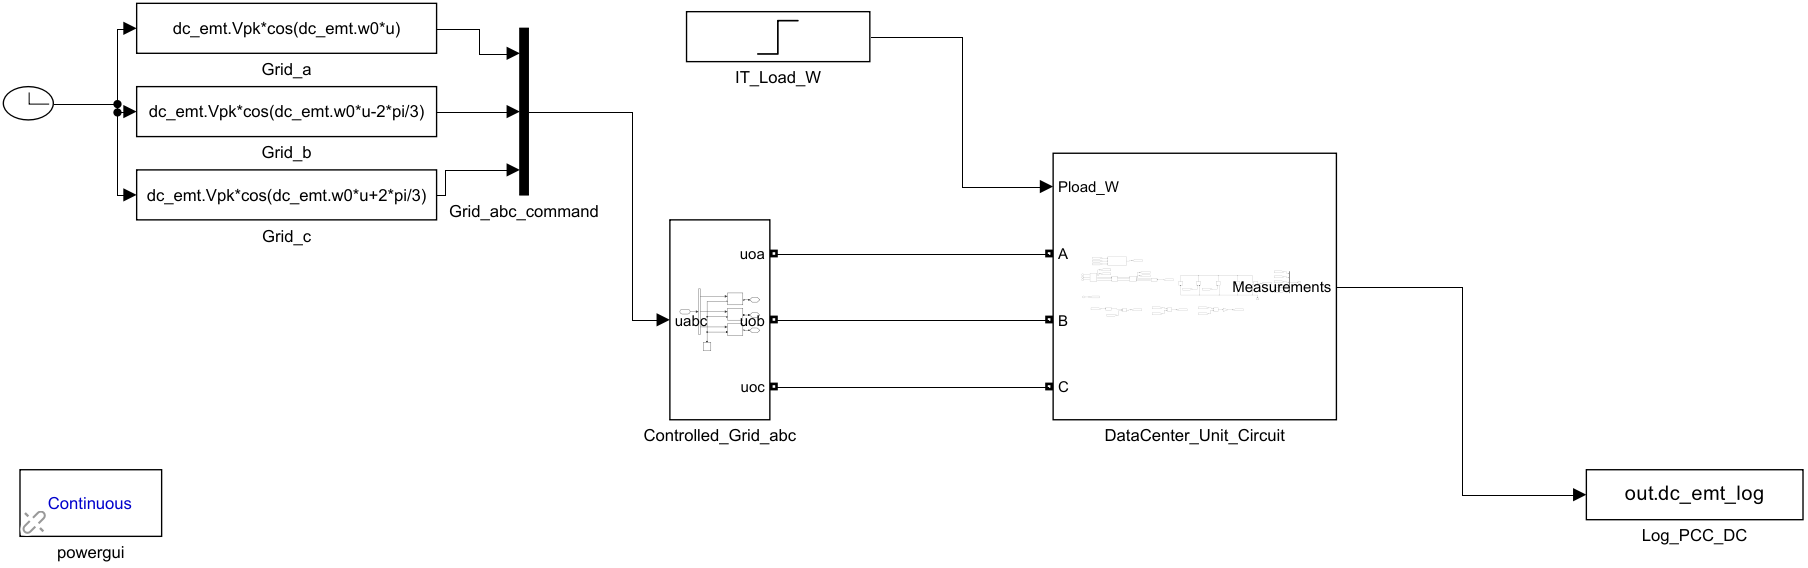 dc_emt.Vpk*cos(dc_emt.w0*u)
Grid_a
dc_emt.Vpk*cos(dc_emt.w0*u-2*pi/3)
Grid_b
dc_emt.Vpk*cos(dc_emt.w0*u+2*pi/3)
Grid_c
Grid_abc_command
IT_Load_W
uabc
uoa
uob
uoc
Controlled_Grid_abc
Pload_W
A
B
C
Measurements
DataCenter_Unit_Circuit
Continuous
powergui
out.dc_emt_log
Log_PCC_DC